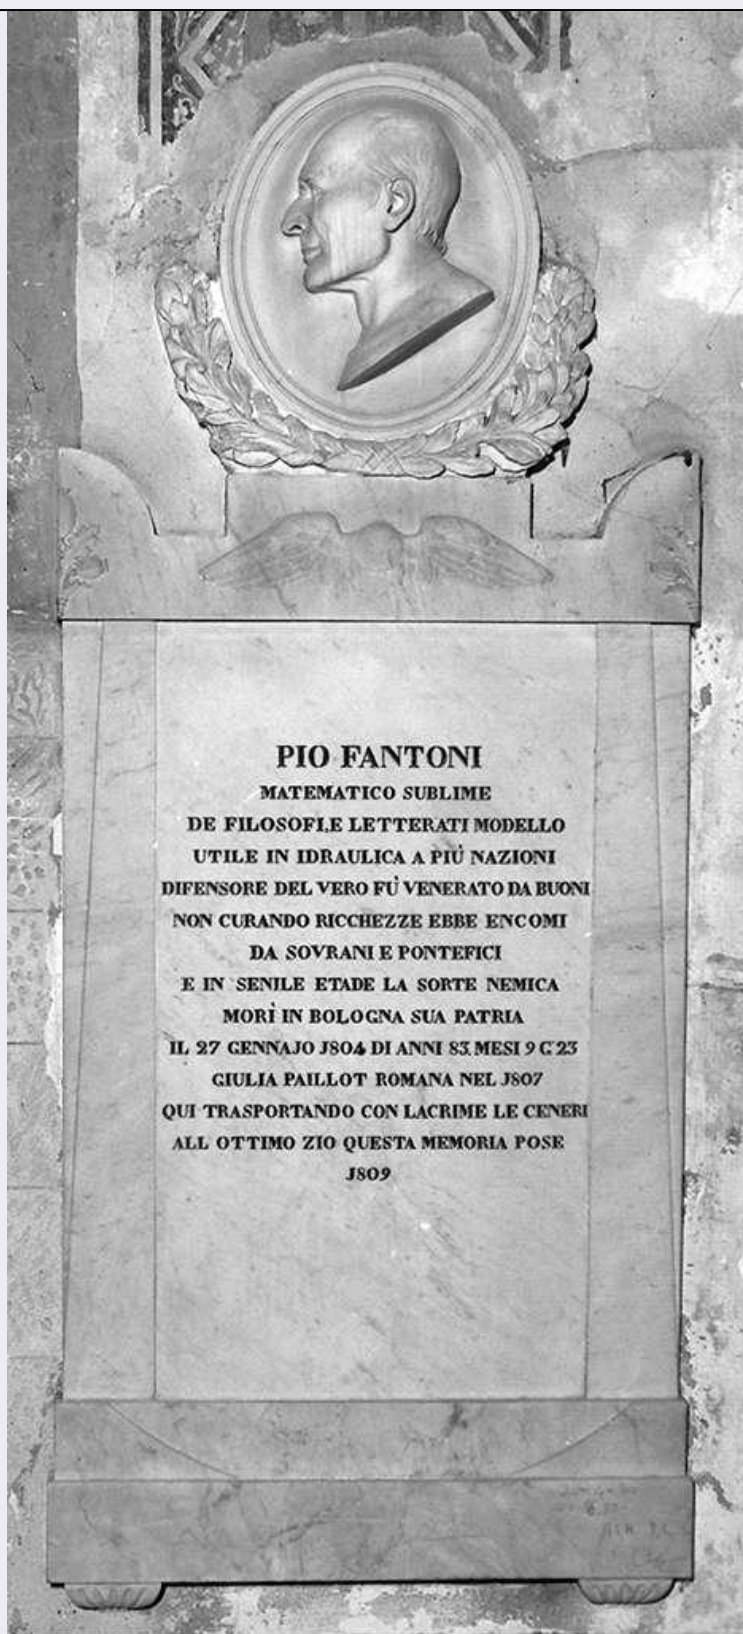 PIO FANTONI
MATEMATICO SUBLIME
DE FILOSOFI,E LETTERATI MODELLO
UTILE IN IDRAULICA A PIÙ NAZIONI
DIFENSORE DEL VERO FÙ VENERATO DA BUONI
NON CURANDO RICCHEZZE EBBE ENCOMI
DA SOVRANI E PONTEFICI
E IN SENILE ETADE LA SORTE NEMICA
MORÌ IN BOLOGNA SUA PATRIA
IL 27 GENNAJO J804 DI ANNI 83. MESI 9 G 23
GIULIA PAILLOT ROMANA NEL J807
QUI TRASPORTANDO CON LACRIME LE CENERI
ALL OTTIMO ZIO QUESTA MEMORIA POSE
J809